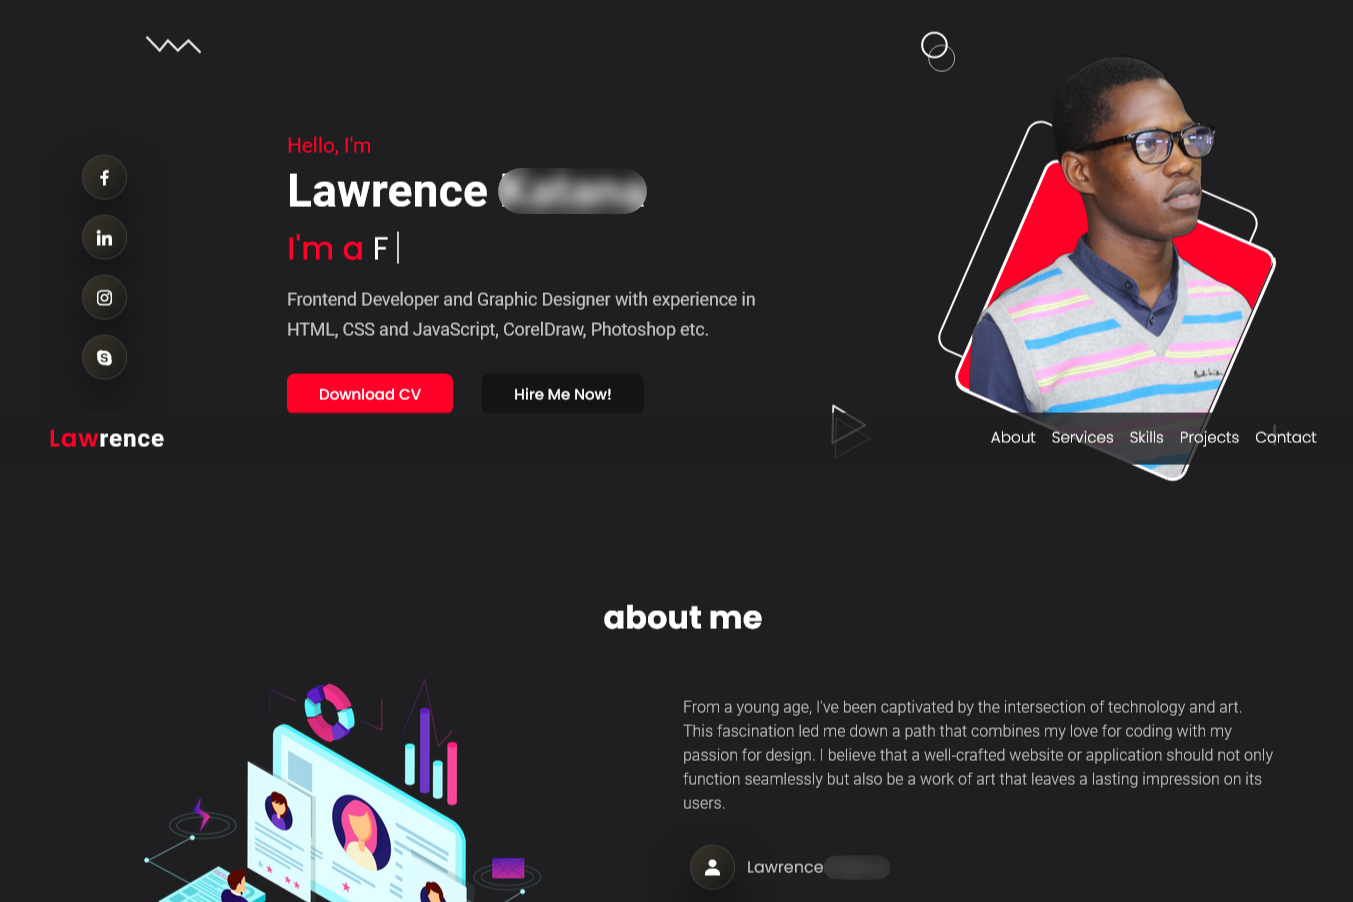 Hello, I'm
Lawrence
I'm a F
Frontend Developer and Graphic Designer with experience in
HTML, CSS and JavaScript, CorelDraw, Photoshop etc.
Download CV
Hire Me Now!
Lawrence
About Services Skills Projects Contact
about me
From a young age, I've been captivated by the intersection of technology and art.
This fascination led me down a path that combines my love for coding with my
passion for design. I believe that a well-crafted website or application should not only
function seamlessly but also be a work of art that leaves a lasting impression on its
users.
Lawrence